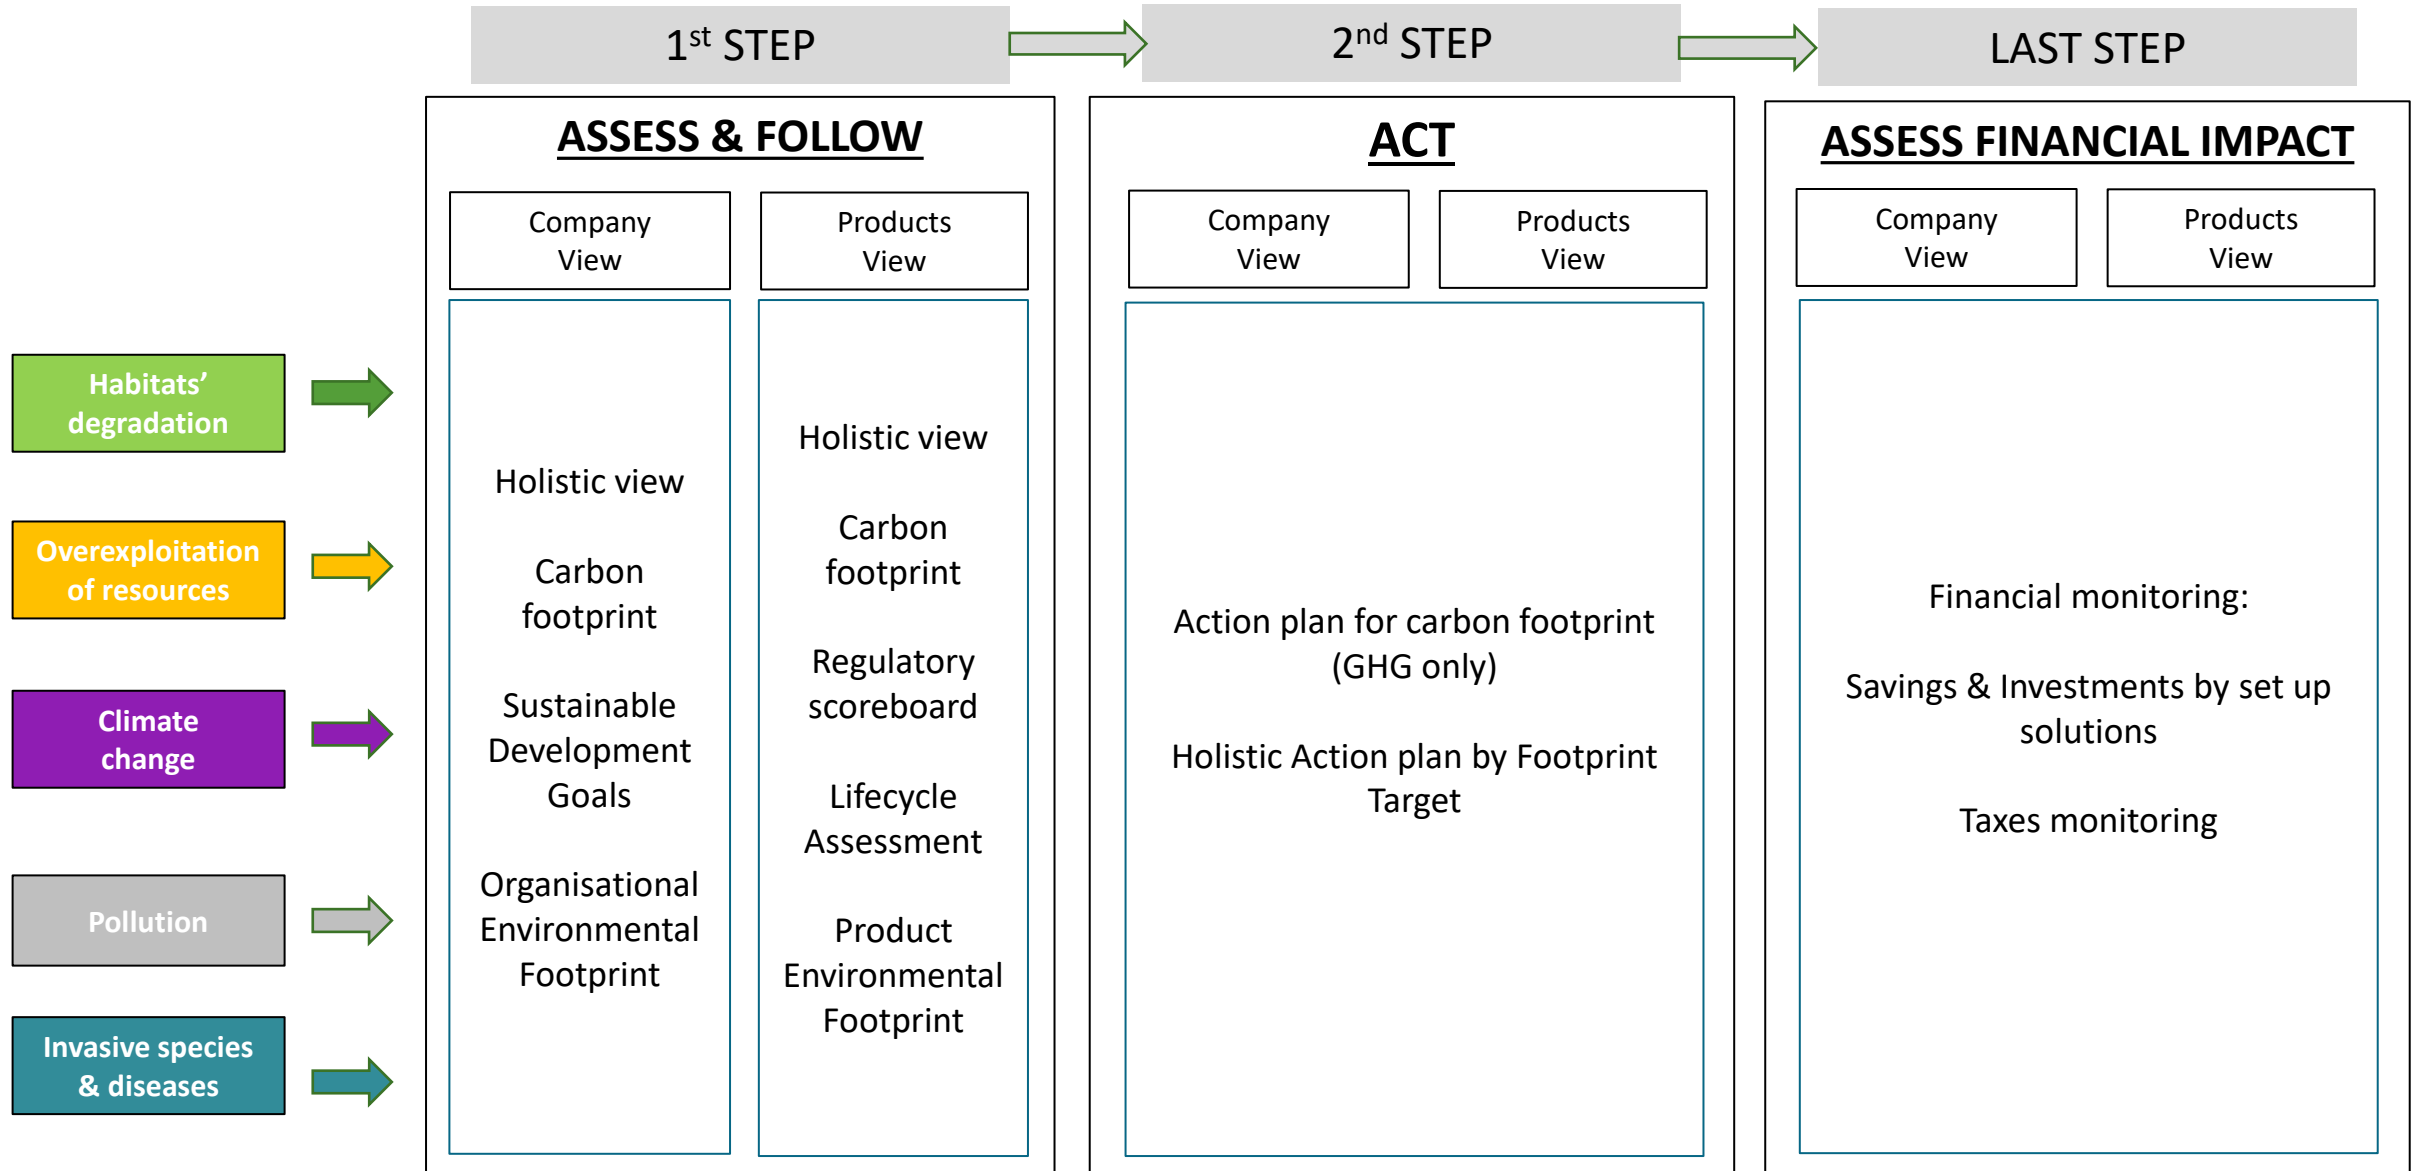 1st STEP
2nd STEP
LAST STEP
Habitats’
degradation
Overexploitation
of resources
Climate
change
Pollution
Invasive species
& diseases
ASSESS & FOLLOW
Company
View
Products
View
Holistic view
Carbon
footprint
Sustainable
Development
Goals
Organisational
Environmental
Footprint
Holistic view
Carbon
footprint
Regulatory
scoreboard
Lifecycle
Assessment
Product
Environmental
Footprint
ACT
Company
View
Products
View
Action plan for carbon footprint
(GHG only)
Holistic Action plan by Footprint
Target
ASSESS FINANCIAL IMPACT
Company
View
Products
View
Financial monitoring:
Savings & Investments by set up
solutions
Taxes monitoring